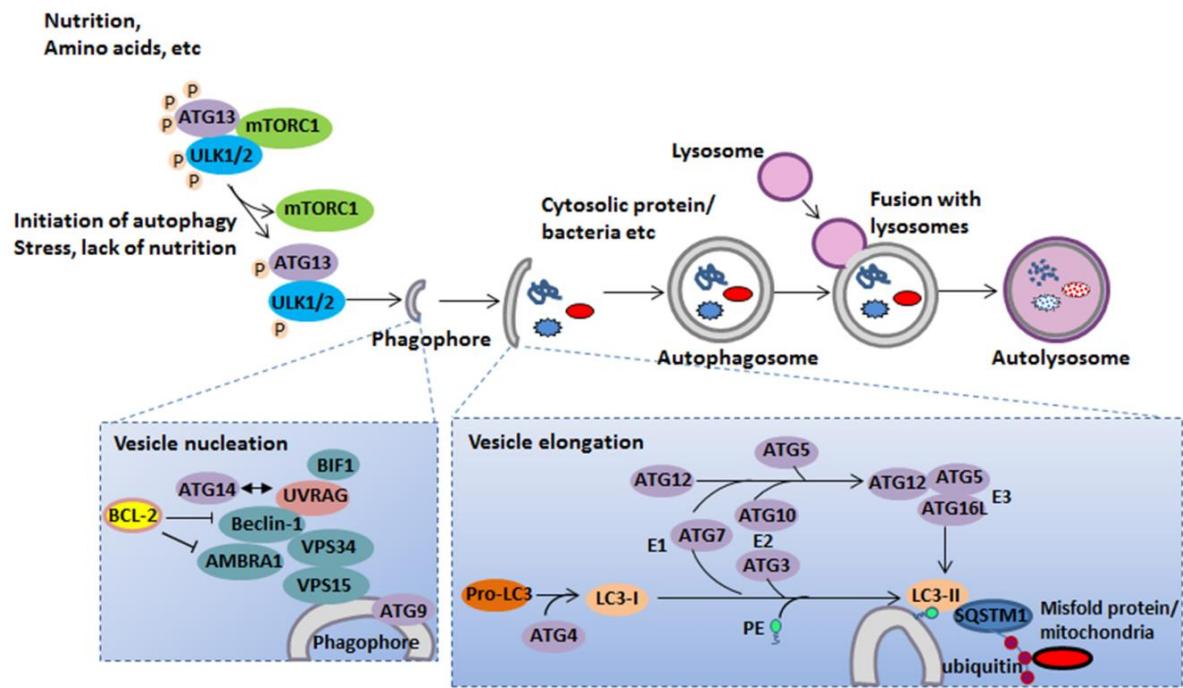 Nutrition,
Amino acids, etc
P
P
P
ATG13
mTORC1
P
ULK1/2
P
mTORC1
Initiation of autophagy
Stress, lack of nutrition
P
ATG13
ULK1/2
P
Phagophore
Cytosolic protein/
bacteria etc
Autophagosome
Lysosome
Fusion with
lysosomes
Autolysosome
Vesicle nucleation
BIF1
ATG14
UVRAG
BCL-2
Beclin-1
AMBRA1
VPS34
VPS15
ATG9
Phagophore
Vesicle elongation
ATG5
ATG12
ATG12
ATG5
E3
ATG16L
ATG10
E1
ATG7
E2
ATG3
Pro-LC3
LC3-I
LC3-II
ATG4
PE
SQSTM1
Misfold protein/
mitochondria
ubiquitin